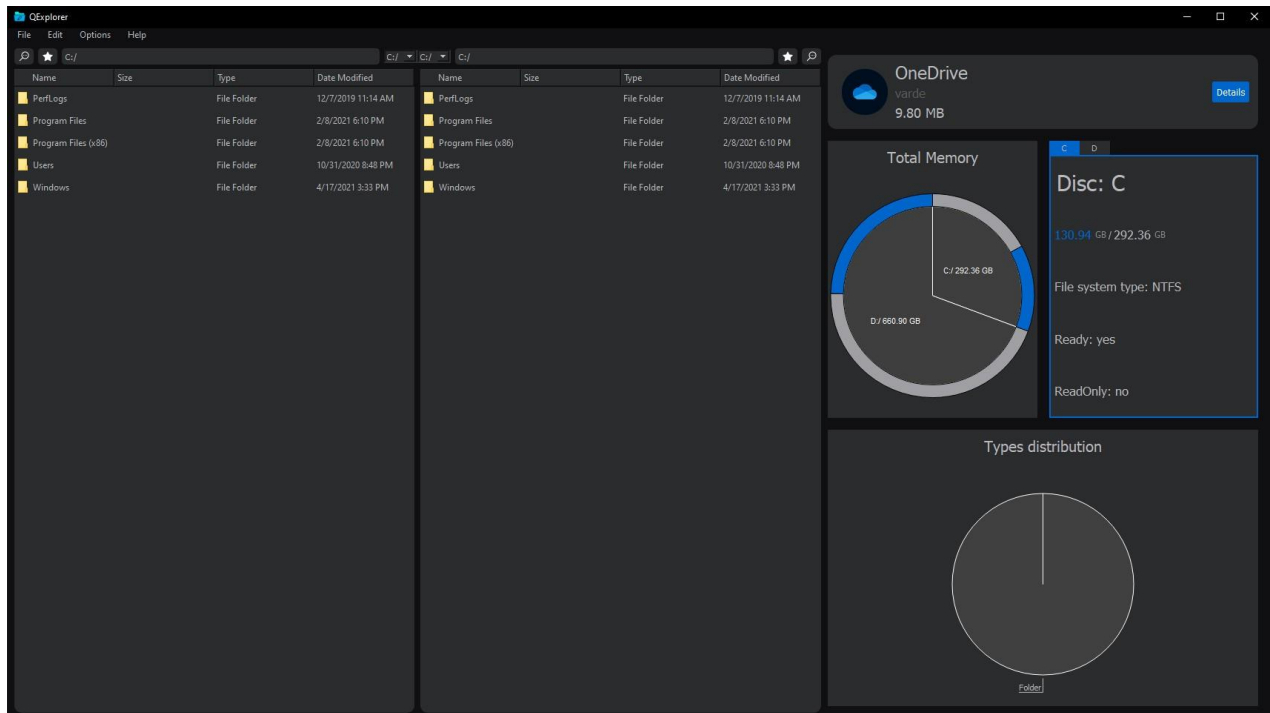 QExplorer
File Edit Options Help
C:/ C:/ C:/ C:/
Name Size Type Date Modified
PerfLogs File Folder 12/7/2019 11:14 AM
Program Files File Folder 2/8/2021 6:10 PM
Program Files (x86) File Folder 2/8/2021 6:10 PM
Users File Folder 10/31/2020 8:48 PM
Windows File Folder 4/17/2021 3:33 PM
Name Size Type Date Modified
PerfLogs File Folder 12/7/2019 11:14 AM
Program Files File Folder 2/8/2021 6:10 PM
Program Files (x86) File Folder 2/8/2021 6:10 PM
Users File Folder 10/31/2020 8:48 PM
Windows File Folder 4/17/2021 3:33 PM
OneDrive
varde
9.80 MB
Details
Total Memory
C:/ 292.36 GB
D:/ 660.90 GB
C D
Disc: C
130.94 GB / 292.36 GB
File system type: NTFS
Ready: yes
ReadOnly: no
Types distribution
Folder